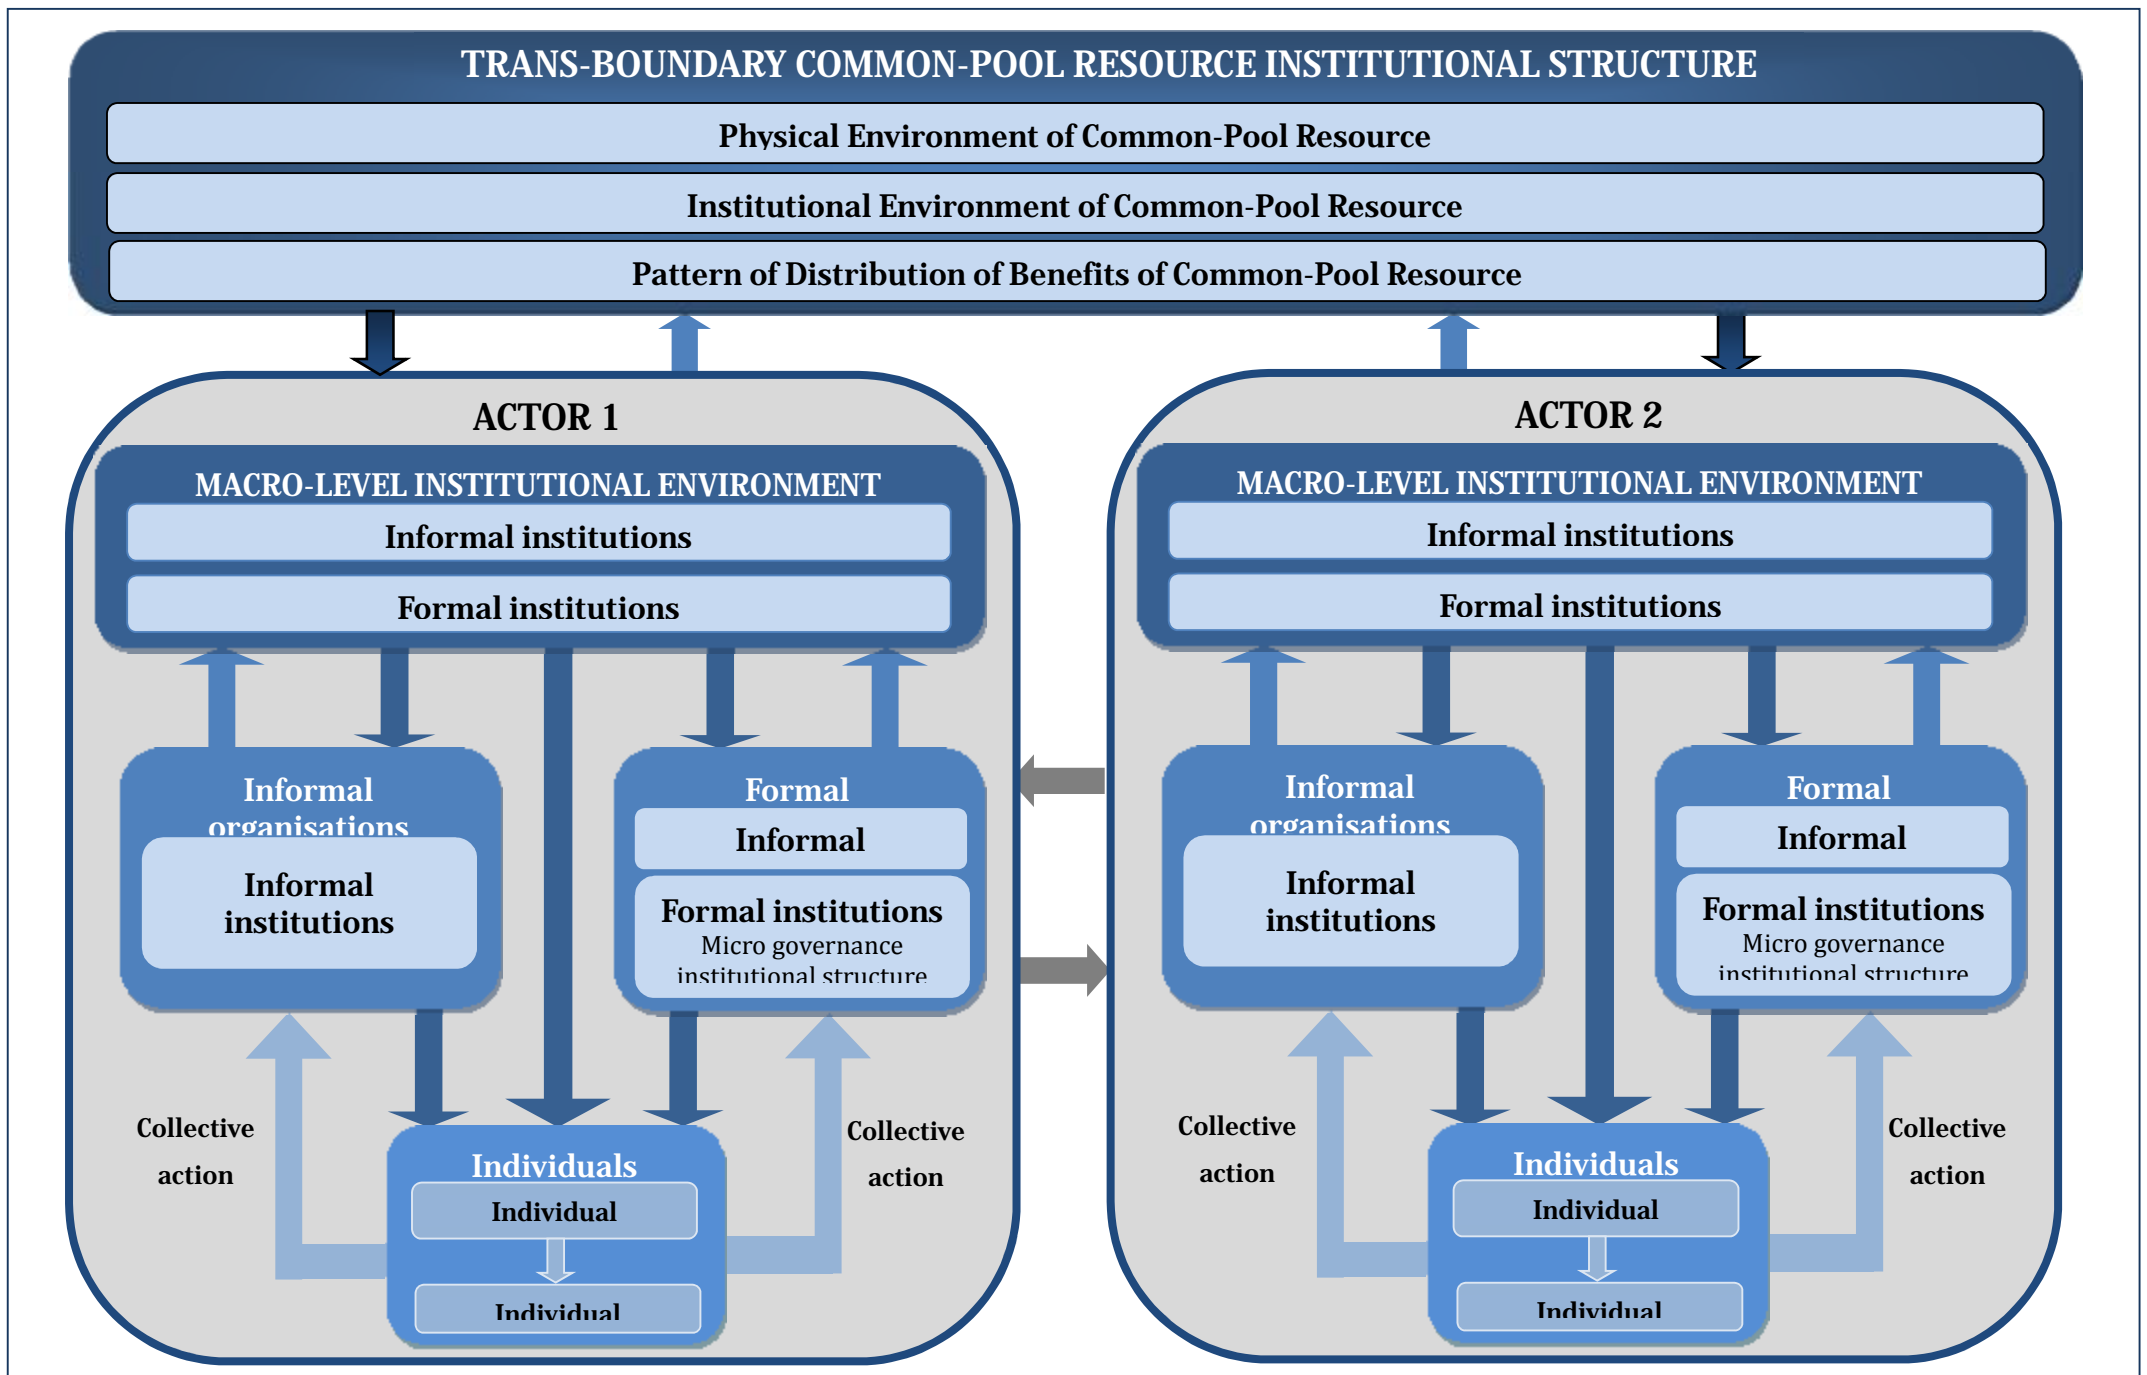 TRANS-BOUNDARY COMMON-POOL RESOURCE INSTITUTIONAL STRUCTURE
Physical Environment of Common-Pool Resource
Institutional Environment of Common-Pool Resource
Pattern of Distribution of Benefits of Common-Pool Resource
ACTOR 1
MACRO-LEVEL INSTITUTIONAL ENVIRONMENT
Informal institutions
Formal institutions
Informal
organisations
Informal
institutions
Formal
Informal
Formal institutions
Micro governance
institutional structure
Collective
action
Collective
action
Individuals
Individual
Individual
ACTOR 2
MACRO-LEVEL INSTITUTIONAL ENVIRONMENT
Informal institutions
Formal institutions
Informal
organisations
Informal
institutions
Formal
Informal
Formal institutions
Micro governance
institutional structure
Collective
action
Collective
action
Individuals
Individual
Individual